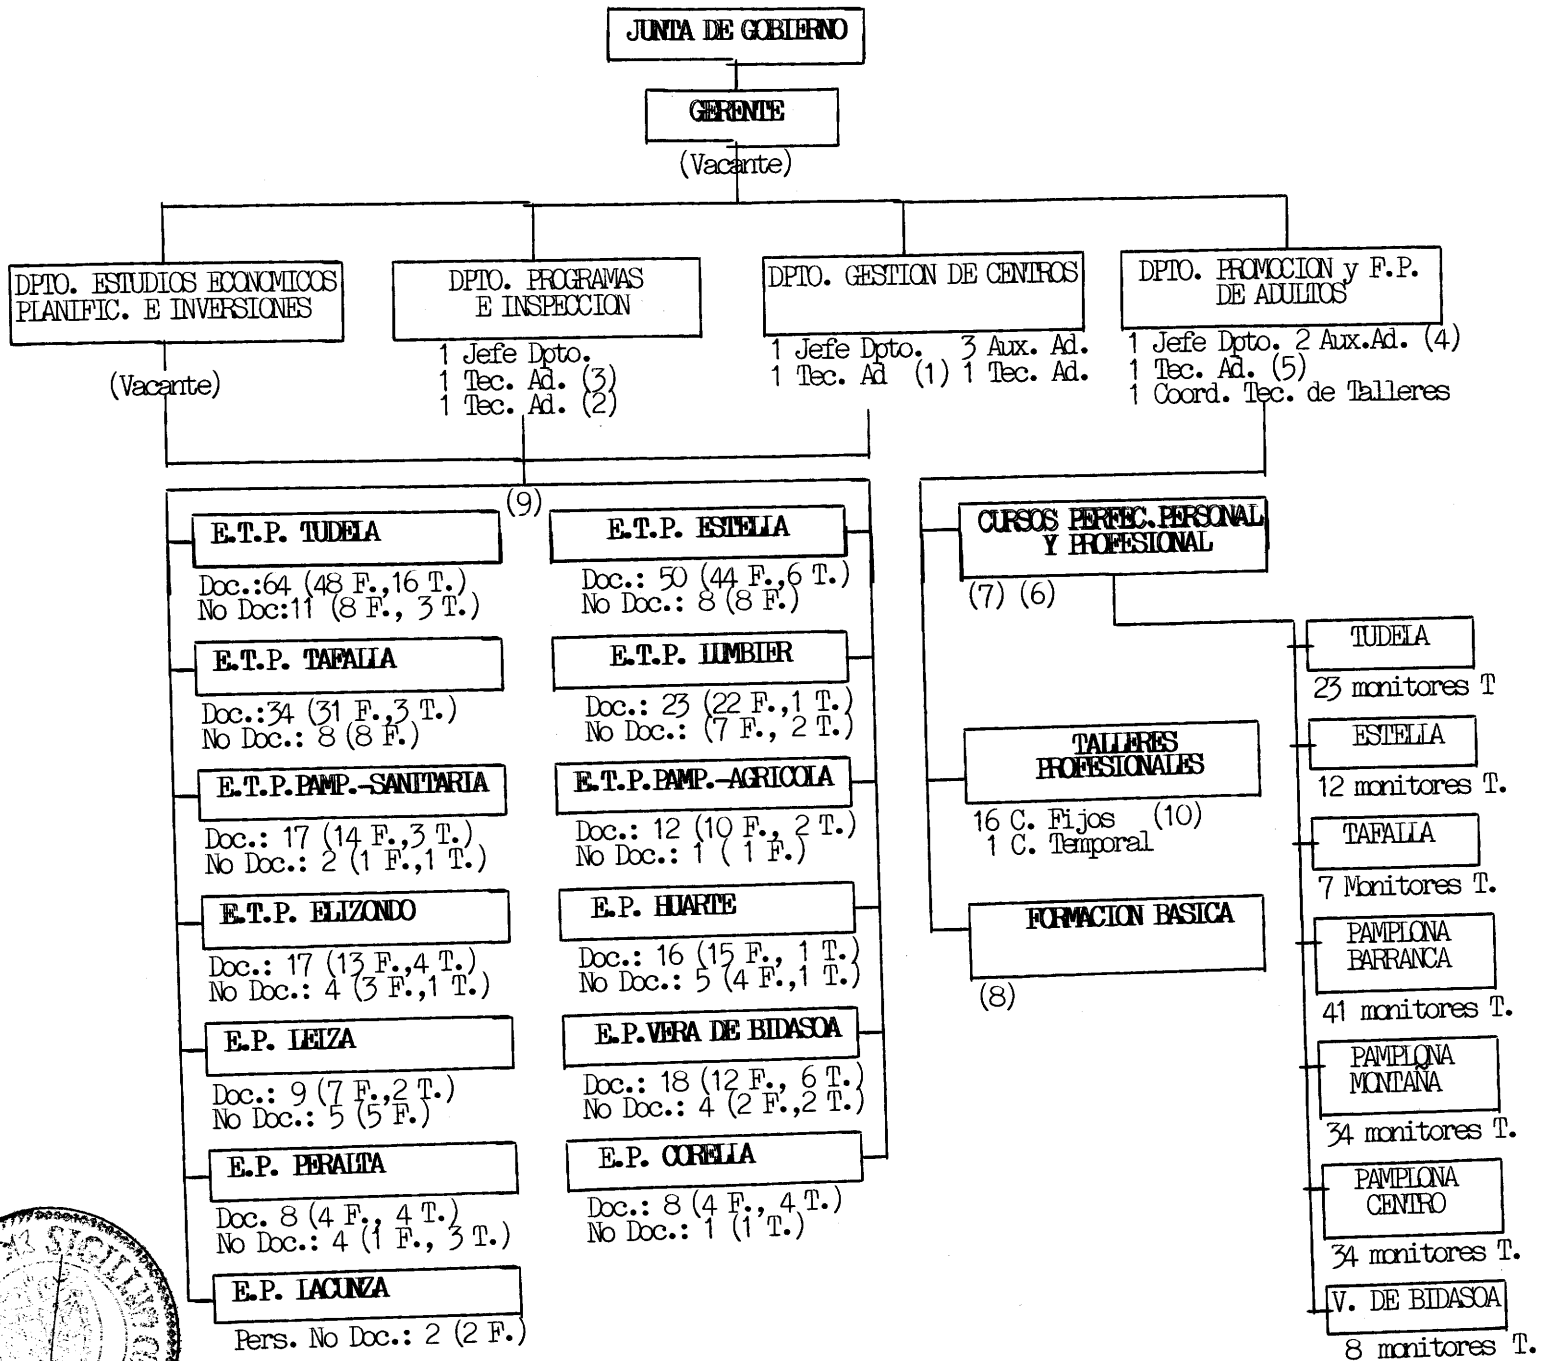 JUNTA DE GOBIERNO
GERENTE
(Vacante)
DPTO. ESTUDIOS ECONOMICOS
PLANIFIC. E INVERSIONES
(Vacante)
DPTO. PROGRAMAS
E INSPECCION
1 Jefe Dpto.
1 Tec. Ad. (3)
1 Tec. Ad. (2)
DPTO. GESTION DE CENTROS
1 Jefe Dpto. 3 Aux. Ad.
1 Tec. Ad (1) 1 Tec. Ad.
DPTO. PROMOCION y F.P.
DE ADULTOS
1 Jefe Dpto. 2 Aux.Ad. (4)
1 Tec. Ad. (5)
1 Coord. Tec. de Talleres
(9)
E.T.P. TUDELA
Doc.:64 (48 F.,16 T.)
No Doc:11 (8 F., 3 T.)
E.T.P. TAFALLA
Doc.:34 (31 F.,3 T.)
No Doc.: 8 (8 F.)
E.T.P.PAMP.-SANITARIA
Doc.: 17 (14 F.,3 T.)
No Doc.: 2 (1 F.,1 T.)
E.T.P. ELIZONDO
Doc.: 17 (13 F.,4 T.)
No Doc.: 4 (3 F.,1 T.)
E.P. LEIZA
Doc.: 9 (7 F.,2 T.)
No Doc.: 5 (5 F.)
E.P. PERALTA
Doc. 8 (4 F., 4 T.)
No Doc.: 4 (1 F., 3 T.)
E.P. LACUNZA
Pers. No Doc.: 2 (2 F.)
E.T.P. ESTELLA
Doc.: 50 (44 F.,6 T.)
No Doc.: 8 (8 F.)
E.T.P. LUMBIER
Doc.: 23 (22 F.,1 T.)
No Doc.: (7 F., 2 T.)
E.T.P.PAMP.-AGRICOLA
Doc.: 12 (10 F., 2 T.)
No Doc.: 1 ( 1 F.)
E.P. HUARTE
Doc.: 16 (15 F., 1 T.)
No Doc.: 5 (4 F.,1 T.)
E.P.VERA DE BIDASOA
Doc.: 18 (12 F., 6 T.)
No Doc.: 4 (2 F.,2 T.)
E.P. CORELLA
Doc.: 8 (4 F., 4 T.)
No Doc.: 1 (1 T.)
CURSOS PERFEC.PERSONAL
Y PROFESIONAL
(7) (6)
TALLERES
PROFESIONALES
16 C. Fijos (10)
1 C. Temporal
FORMACION BASICA
(8)
TUDELA
23 monitores T
ESTELLA
12 monitores T.
TAFALLA
7 Monitores T.
PAMPLONA
BARRANCA
41 monitores T.
PAMPLONA
MONTAÑA
34 monitores T.
PAMPLONA
CENTRO
34 monitores T.
V. DE BIDASOA
8 monitores T.